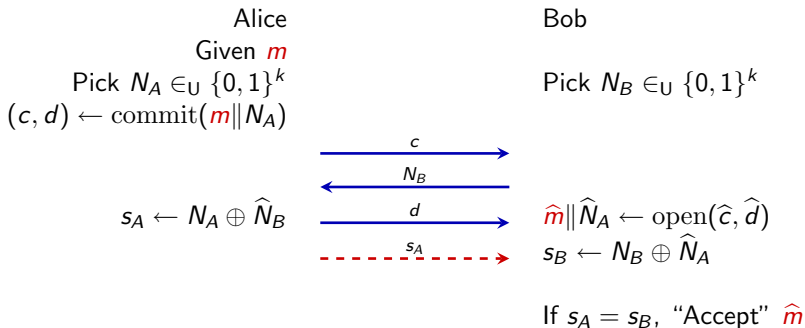 Alice Bob
Given m
Pick N_A ∈_U {0, 1}^k Pick N_B ∈_U {0, 1}^k
(c, d) ← commit(m‖N_A)
c
N_B
s_A ← N_A ⊕ N̂_B d m̂‖N̂_A ← open(ĉ, d̂)
s_A s_B ← N_B ⊕ N̂_A
If s_A = s_B, “Accept” m̂